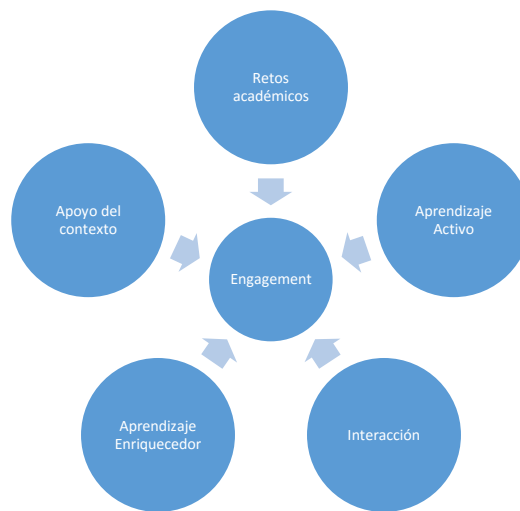 Retos
académicos
Apoyo del
contexto
Aprendizaje
Activo
Engagement
Aprendizaje
Enriquecedor
Interacción